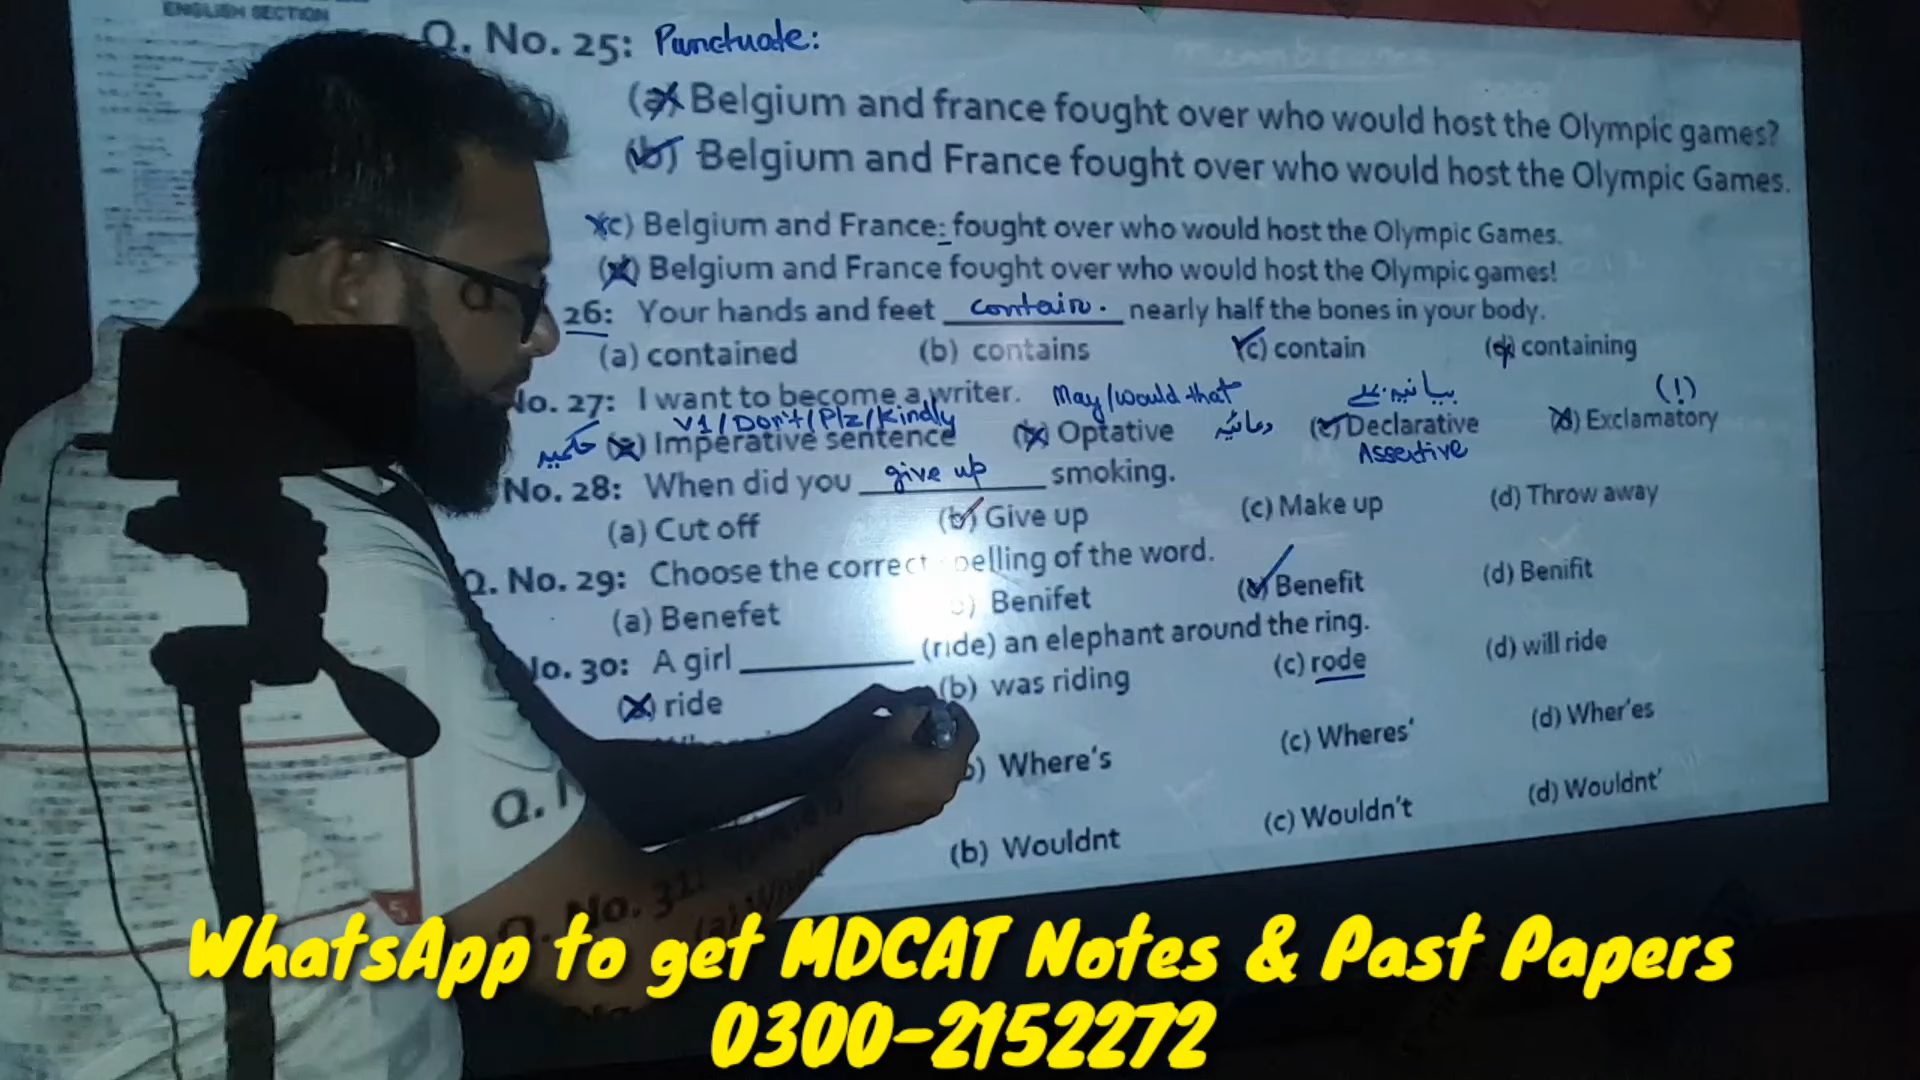 ENGLISH SECTION
Q. No. 25: Punctuate:
(a) Belgium and france fought over who would host the Olympic games?
(b) Belgium and France fought over who would host the Olympic Games.
(c) Belgium and France: fought over who would host the Olympic Games.
(d) Belgium and France fought over who would host the Olympic games!
26: Your hands and feet contain. nearly half the bones in your body.
(a) contained (b) contains (c) contain (d) containing
No. 27: I want to become a writer. May/would that بیانیہ (!)
V1/Don't/Plz/Kindly
حکمیہ (a) Imperative sentence (b) Optative دعائیہ (c) Declarative (d) Exclamatory
Assertive
No. 28: When did you give up smoking.
(a) Cut off (b) Give up (c) Make up (d) Throw away
Q. No. 29: Choose the correct spelling of the word.
(a) Benefet (b) Benifet (c) Benefit (d) Benifit
No. 30: A girl ________ (ride) an elephant around the ring.
(a) ride (b) was riding (c) rode (d) will ride
b) Where's (c) Wheres' (d) Wher'es
Q. N
(b) Wouldnt (c) Wouldn't (d) Wouldnt'
Q. No. 31:
5
WhatsApp to get MDCAT Notes & Past Papers
0300-2152272